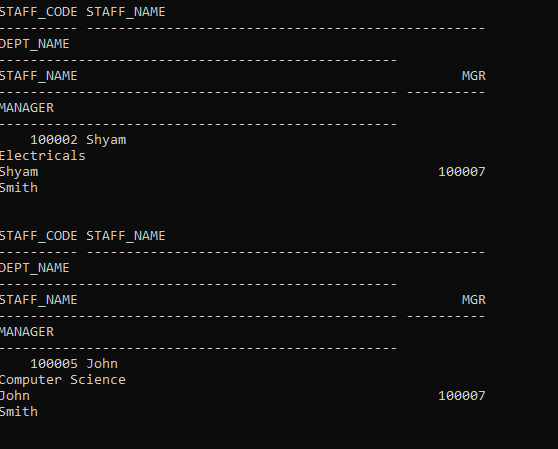 STAFF_CODE STAFF_NAME
---------- --------------------------------------------------
DEPT_NAME
--------------------------------------------------
STAFF_NAME                                                MGR
-------------------------------------------------- ----------
MANAGER
--------------------------------------------------
    100002 Shyam
Electricals
Shyam                                                  100007
Smith
STAFF_CODE STAFF_NAME
---------- --------------------------------------------------
DEPT_NAME
--------------------------------------------------
STAFF_NAME                                                MGR
-------------------------------------------------- ----------
MANAGER
--------------------------------------------------
    100005 John
Computer Science
John                                                   100007
Smith